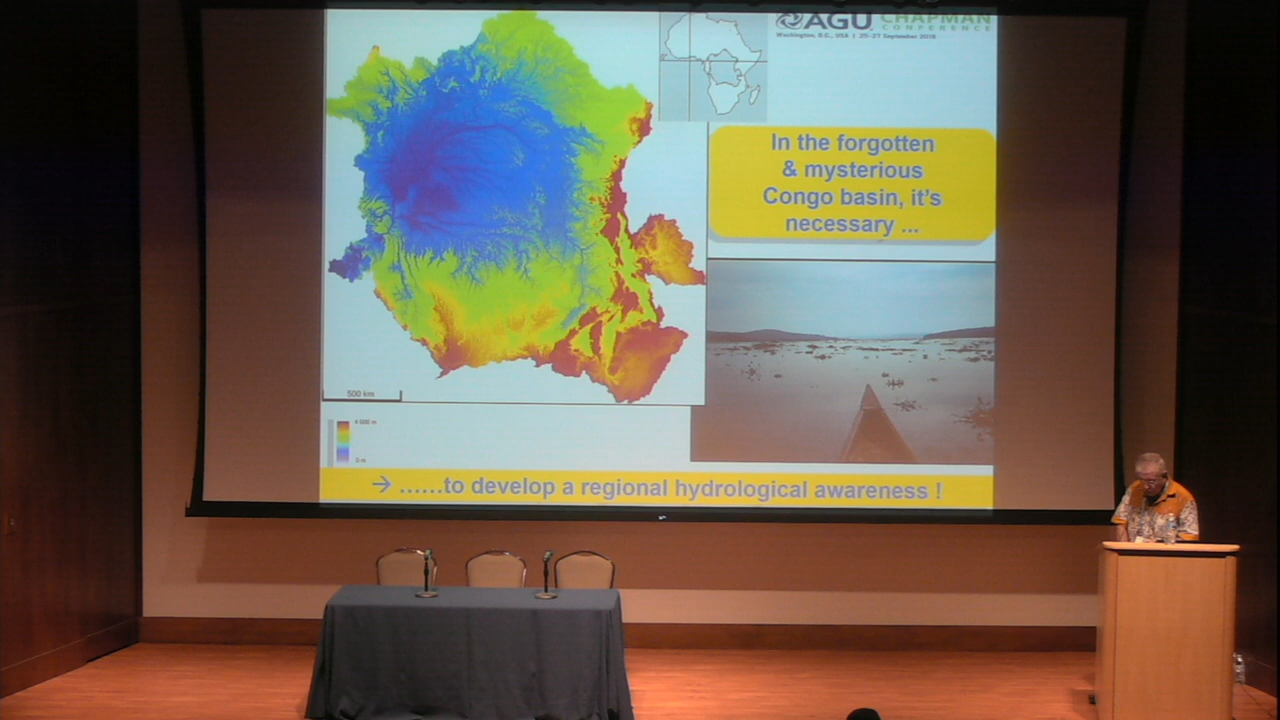 AGU CHAPMAN
CONFERENCE
Washington, D.C., USA | 25-27 September 2018
In the forgotten
& mysterious
Congo basin, it's
necessary ...
500 km
4 000 m
0 m
→ ......to develop a regional hydrological awareness !